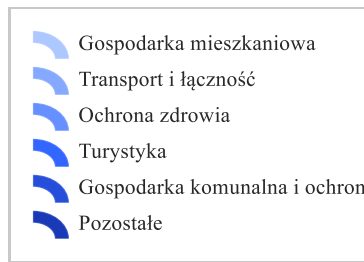 Gospodarka mieszkaniowa
Transport i łączność
Ochrona zdrowia
Turystyka
Gospodarka komunalna i ochron
Pozostałe